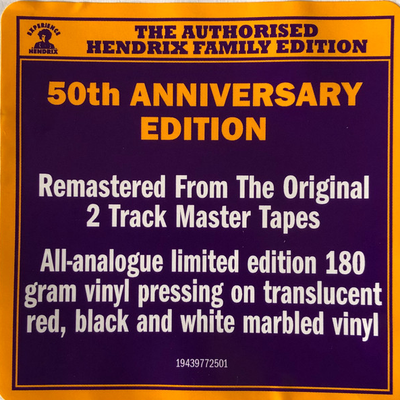 EXPERIENCE
HENDRIX
THE AUTHORISED
HENDRIX FAMILY EDITION
50th ANNIVERSARY
EDITION
Remastered From The Original
2 Track Master Tapes
All-analogue limited edition 180
gram vinyl pressing on translucent
red, black and white marbled vinyl
19439772501